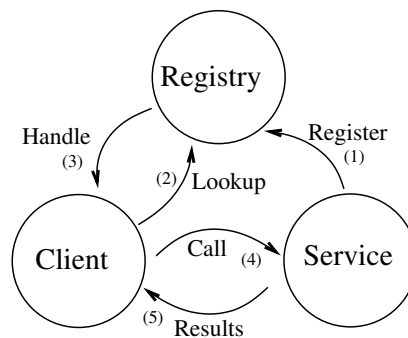 Registry
Handle
(3)
(2)
Lookup
Register
(1)
Client
Call
(4)
Service
(5)
Results